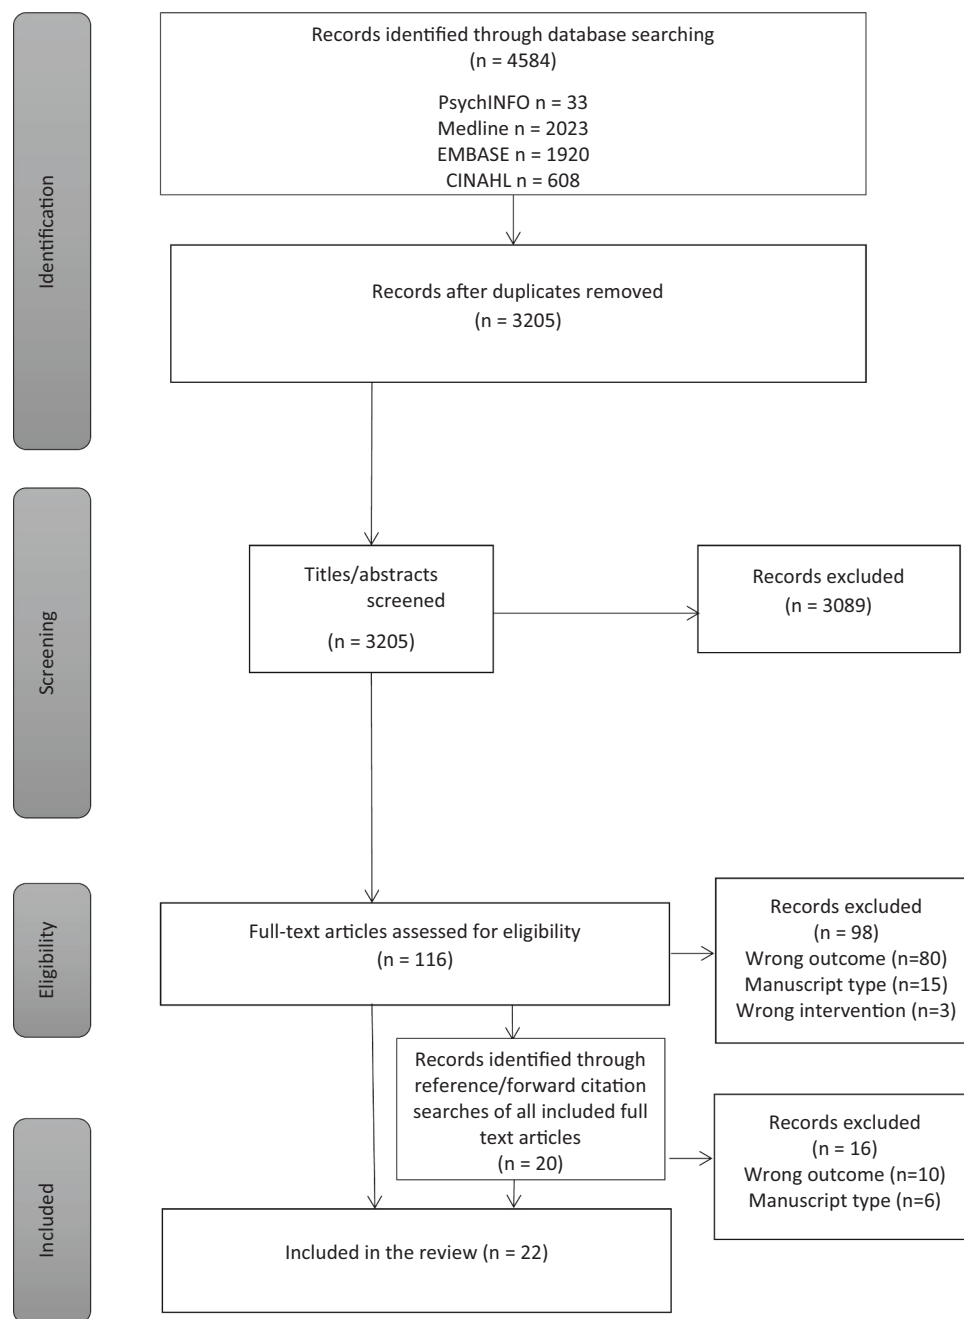 Identification
Records identified through database searching
(n = 4584)
PsychINFO n = 33
Medline n = 2023
EMBASE n = 1920
CINAHL n = 608
Records after duplicates removed
(n = 3205)
Screening
Titles/abstracts
screened
(n = 3205)
Records excluded
(n = 3089)
Eligibility
Full-text articles assessed for eligibility
(n = 116)
Records excluded
(n = 98)
Wrong outcome (n=80)
Manuscript type (n=15)
Wrong intervention (n=3)
Records identified through
reference/forward citation
searches of all included full
text articles
(n = 20)
Records excluded
(n = 16)
Wrong outcome (n=10)
Manuscript type (n=6)
Included
Included in the review (n = 22)